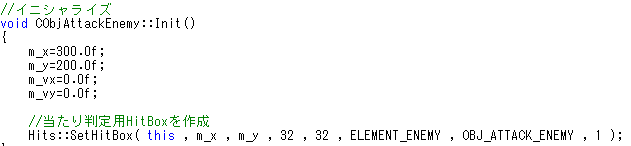 //イニシャライズ
void CObjAttackEnemy::Init()
{
m_x=300.0f;
m_y=200.0f;
m_vx=0.0f;
m_vy=0.0f;
//当たり判定用HitBoxを作成
Hits::SetHitBox( this , m_x , m_y , 32 , 32 , ELEMENT_ENEMY , OBJ_ATTACK_ENEMY , 1 );